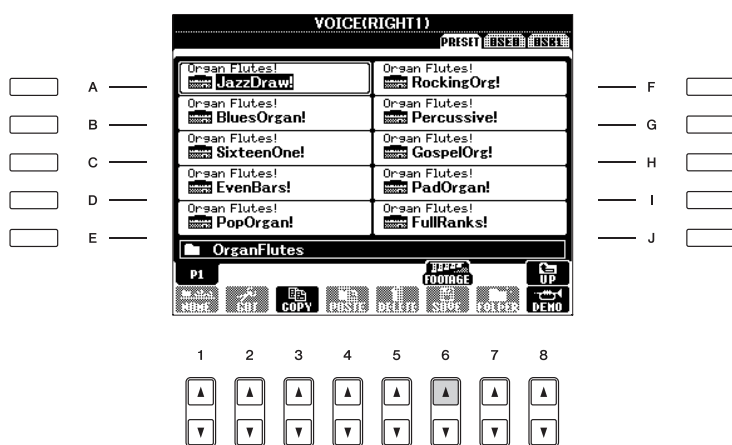 VOICE(RIGHT1)
PRESET USER USB1
Organ Flutes! Organ Flutes!
A JazzDraw! RockingOrg! F
Organ Flutes! Organ Flutes!
B BluesOrgan! Percussive! G
Organ Flutes! Organ Flutes!
C SixteenOne! GospelOrg! H
Organ Flutes! Organ Flutes!
D EvenBars! PadOrgan! I
Organ Flutes! Organ Flutes!
E PopOrgan! FullRanks! J
OrganFlutes
P1 FOOTAGE UP
NAME CUT COPY PASTE DELETE SAVE FOLDER DEMO
1 2 3 4 5 6 7 8